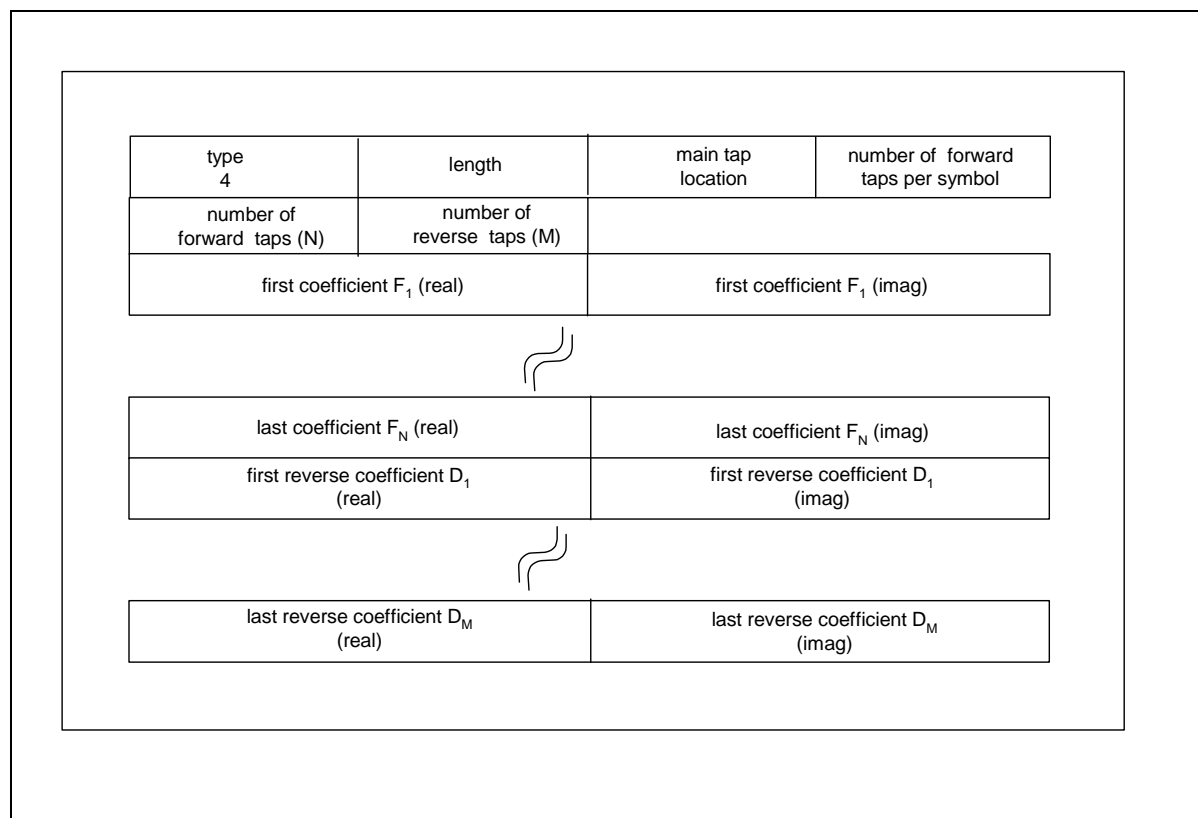 type
4
length
main tap
location
number of forward
taps per symbol
number of
forward taps (N)
number of
reverse taps (M)
first coefficient F1 (real)
first coefficient F1 (imag)
last coefficient FN (real)
last coefficient FN (imag)
first reverse coefficient D1
(real)
first reverse coefficient D1
(imag)
last reverse coefficient DM
(real)
last reverse coefficient DM
(imag)